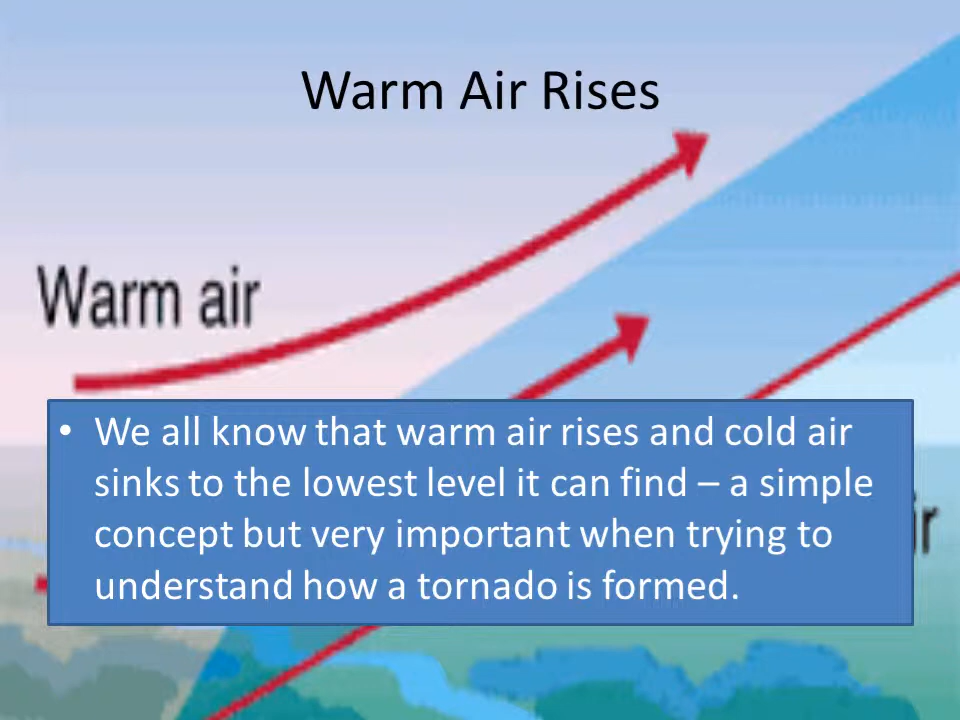 Warm Air Rises
Warm air
• We all know that warm air rises and cold air
sinks to the lowest level it can find – a simple
concept but very important when trying to
understand how a tornado is formed.